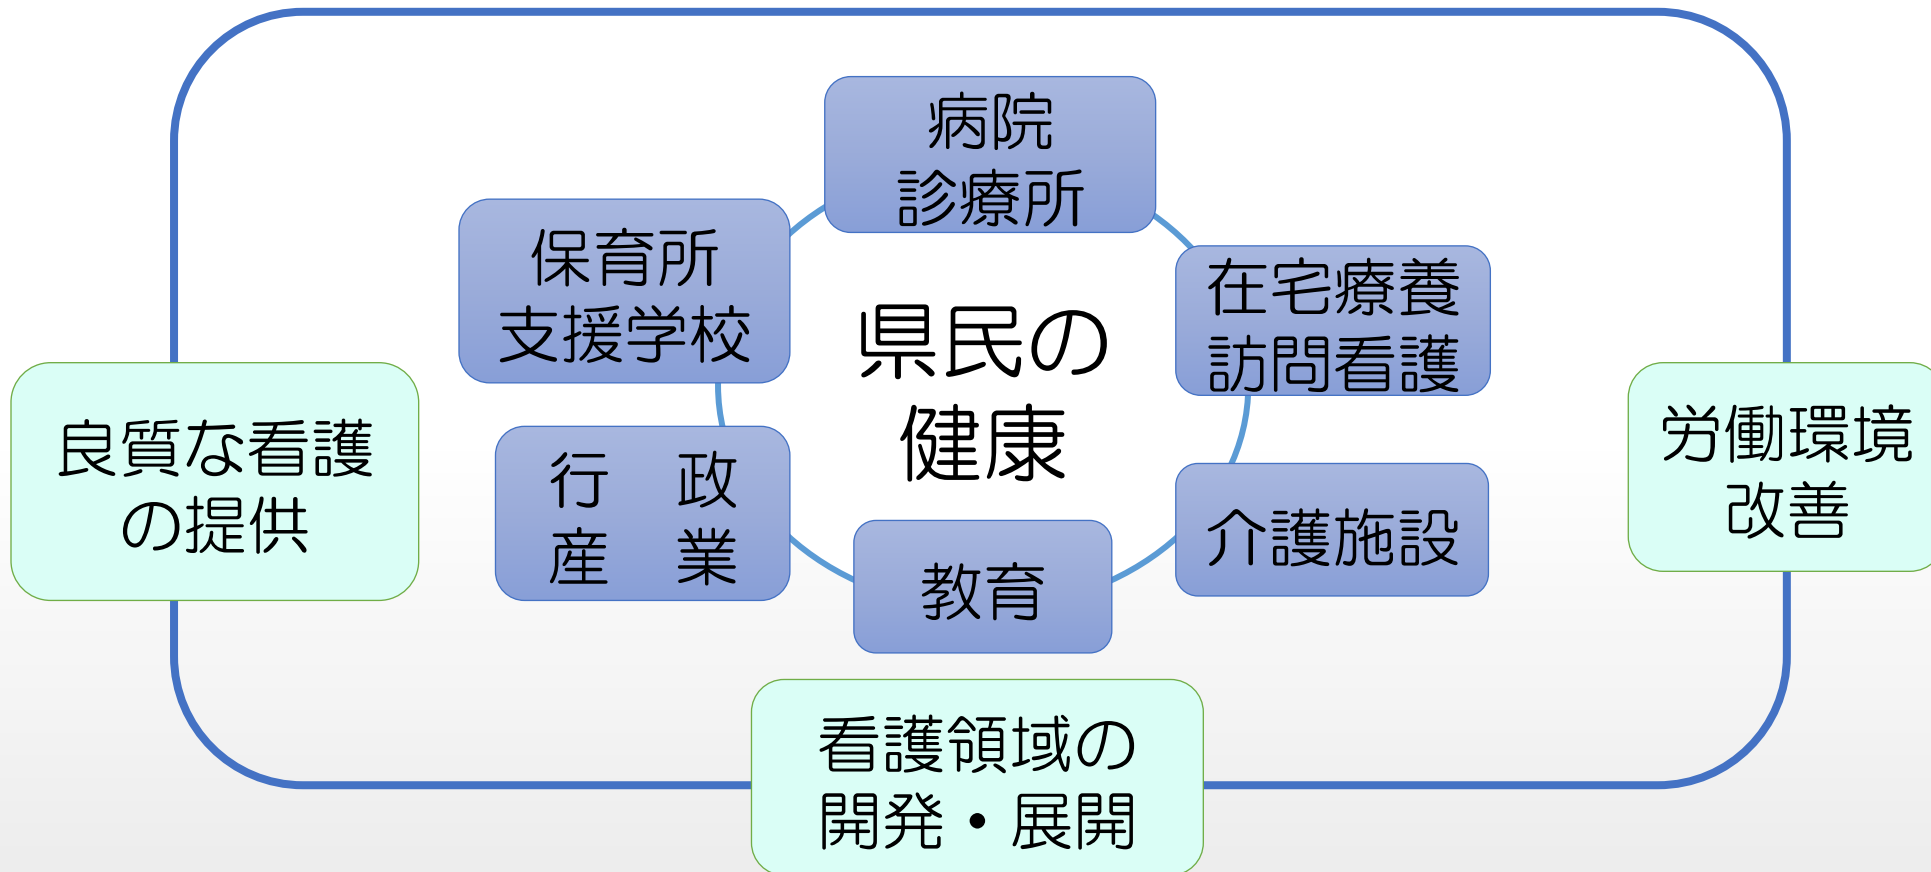 病院
診療所
保育所
支援学校
在宅療養
訪問看護
県民の
健康
良質な看護
の提供
行　政
産　業
介護施設
労働環境
改善
教育
看護領域の
開発・展開